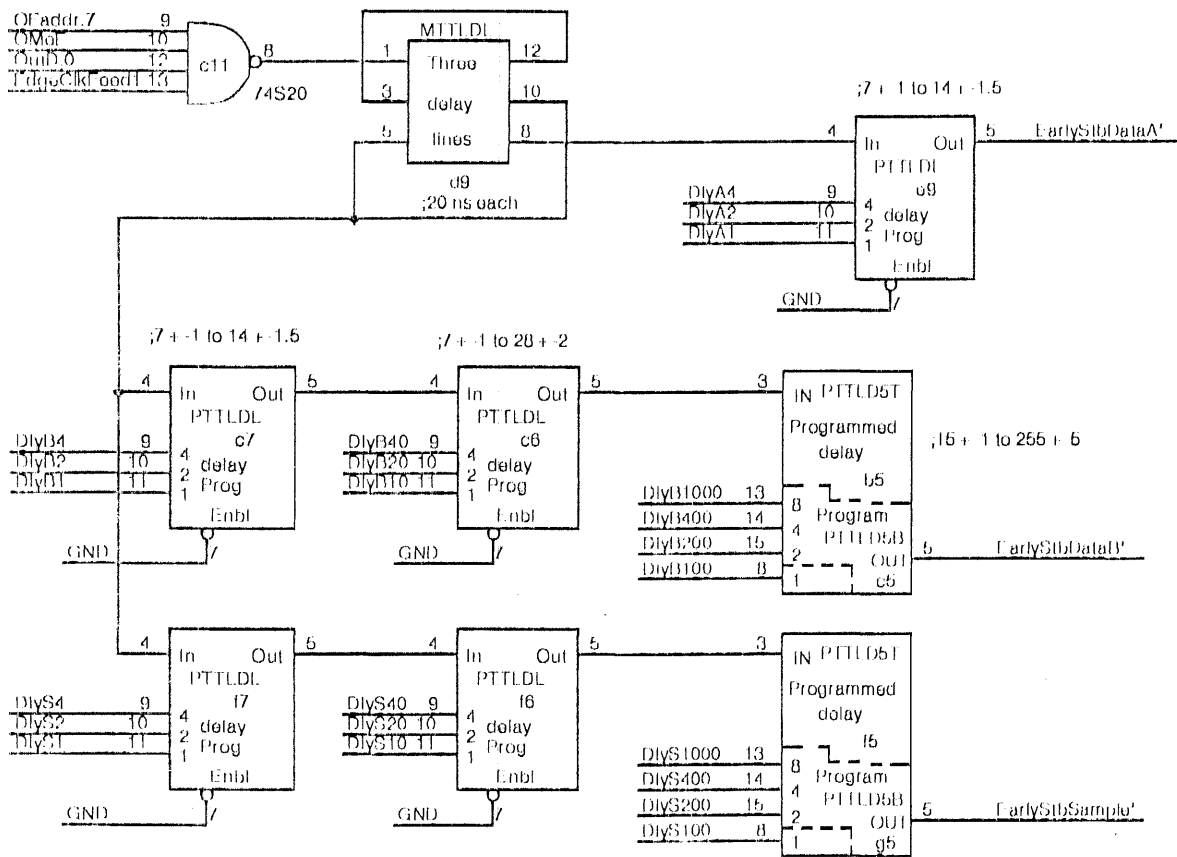 OFaddr.7 9
OMot 10
OutD.0 12
EdgeClkFood1 13
c11
8
74S20
MTTLDL
1 Three 12
3 delay 10
5 lines 8
d9
;20 ns each
;7 + -1 to 14 + -1.5
4 In Out 5 EarlyStbDataA'
PTTLDL
e9
DlyA4 9 4
DlyA2 10 2
DlyA1 11 1
delay
Prog
Enbl
GND 7
;7 + -1 to 14 + -1.5
4 In Out 5
PTTLDL
c7
DlyB4 9 4
DlyB2 10 2
DlyB1 11 1
delay
Prog
Enbl
GND 7
;7 + -1 to 28 + -2
4 In Out 5
PTTLDL
c6
DlyB40 9 4
DlyB20 10 2
DlyB10 11 1
delay
Prog
Enbl
GND 7
3 IN PTTLD5T
Programmed
delay
b5
;15 + -1 to 255 + -5
DlyB1000 13 8
DlyB400 14 4
DlyB200 15 2
DlyB100 8 1
Program
PTTLD5B
OUT 5 EarlyStbDataB'
c5
4 In Out 5
PTTLDL
f7
DlyS4 9 4
DlyS2 10 2
DlyS1 11 1
delay
Prog
Enbl
GND 7
4 In Out 5
PTTLDL
f6
DlyS40 9 4
DlyS20 10 2
DlyS10 11 1
delay
Prog
Enbl
GND 7
3 IN PTTLD5T
Programmed
delay
f5
DlyS1000 13 8
DlyS400 14 4
DlyS200 15 2
DlyS100 8 1
Program
PTTLD5B
OUT 5 EarlyStbSample'
g5